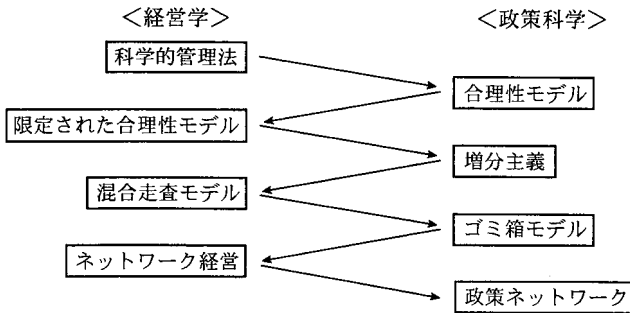 <経営学>
<政策科学>
科学的管理法
合理性モデル
限定された合理性モデル
増分主義
混合走査モデル
ゴミ箱モデル
ネットワーク経営
政策ネットワーク